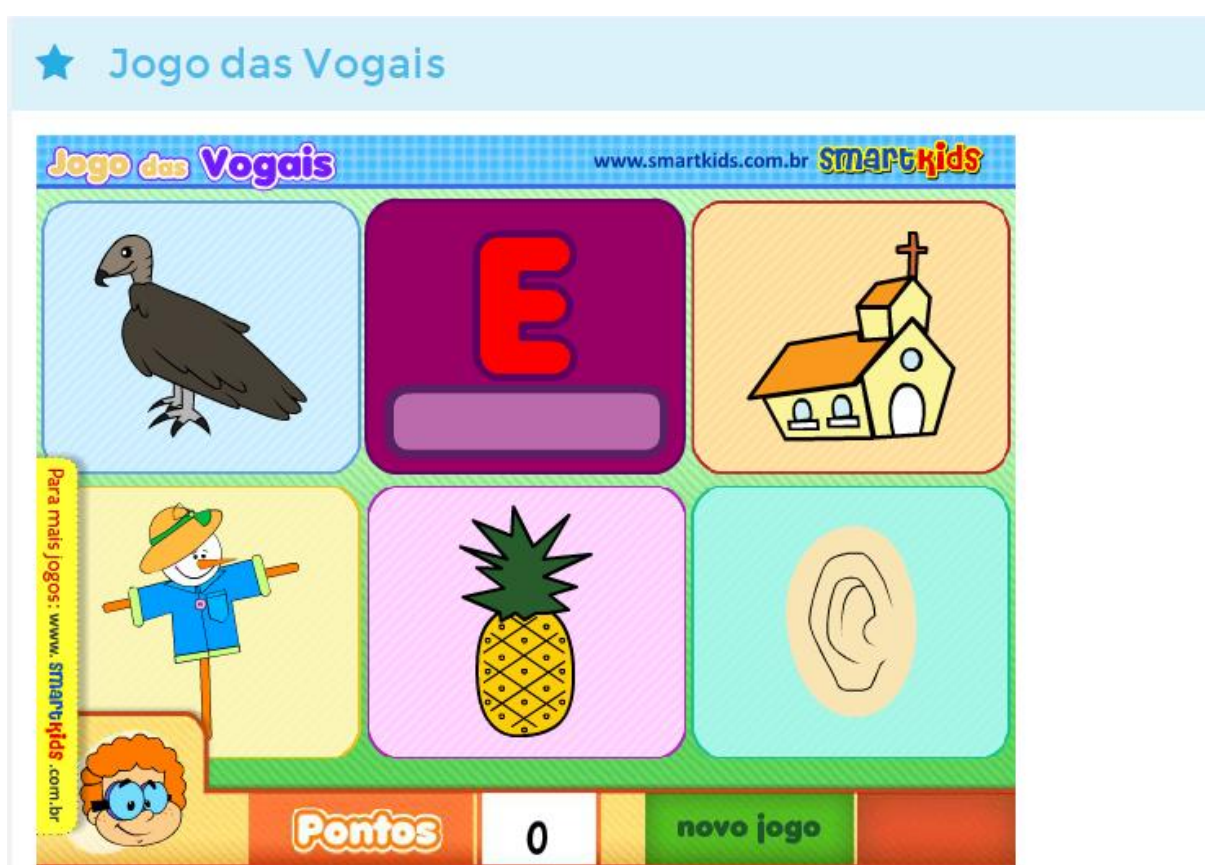 Jogo das Vogais
Jogo das Vogais
www.smartkids.com.br smartkids
E
Para mais jogos: www.smartkids.com.br
Pontos
0
novo jogo